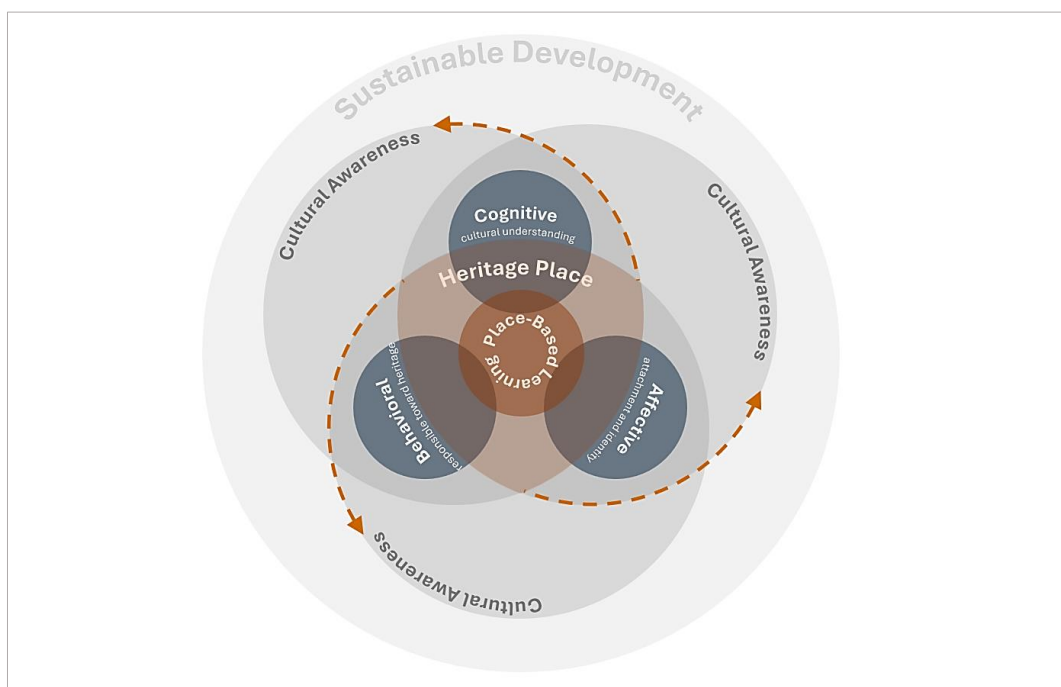 Sustainable Development
Cultural Awareness
Cultural Awareness
Cognitive
cultural understanding
Heritage Place
Place-Based Learning
Behavioral
responsible toward heritage
Affective
attachment and identity
Cultural Awareness